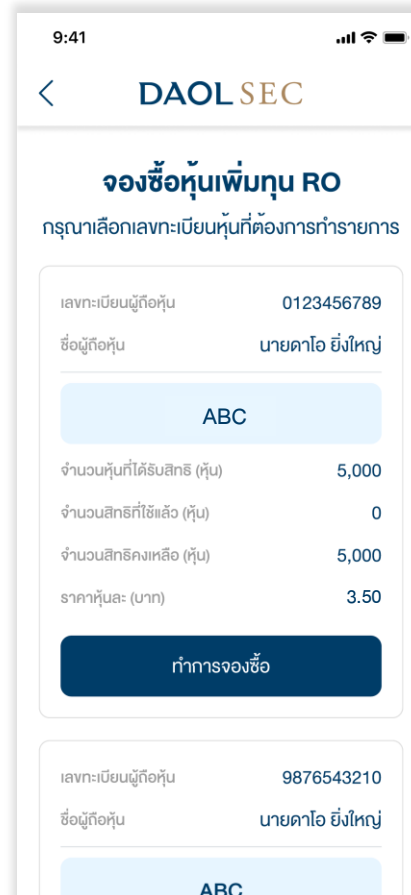 9:41
DAOL SEC
จองซื้อหุ้นเพิ่มทุน RO
กรุณาเลือกเลขทะเบียนหุ้นที่ต้องการทำรายการ
เลขทะเบียนผู้ถือหุ้น 0123456789
ชื่อผู้ถือหุ้น นายดาโอ ยิ่งใหญ่
ABC
จำนวนหุ้นที่ได้รับสิทธิ (หุ้น) 5,000
จำนวนสิทธิที่ใช้แล้ว (หุ้น) 0
จำนวนสิทธิคงเหลือ (หุ้น) 5,000
ราคาหุ้นละ (บาท) 3.50
ทำการจองซื้อ
เลขทะเบียนผู้ถือหุ้น 9876543210
ชื่อผู้ถือหุ้น นายดาโอ ยิ่งใหญ่
ABC